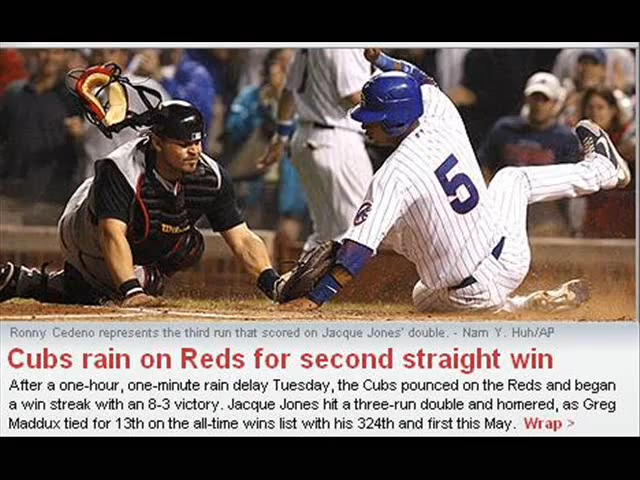 5
Ronny Cedeno represents the third run that scored on Jacque Jones' double. - Nam Y. Huh/AP
Cubs rain on Reds for second straight win
After a one-hour, one-minute rain delay Tuesday, the Cubs pounced on the Reds and began
a win streak with an 8-3 victory. Jacque Jones hit a three-run double and homered, as Greg
Maddux tied for 13th on the all-time wins list with his 324th and first this May. Wrap >